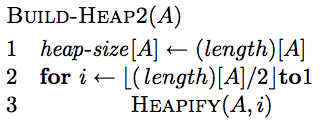 BUILD-HEAP2(A)
1 heap-size[A] ← (length)[A]
2 for i ← ⌊(length)[A]/2⌋to1
3 HEAPIFY(A, i)